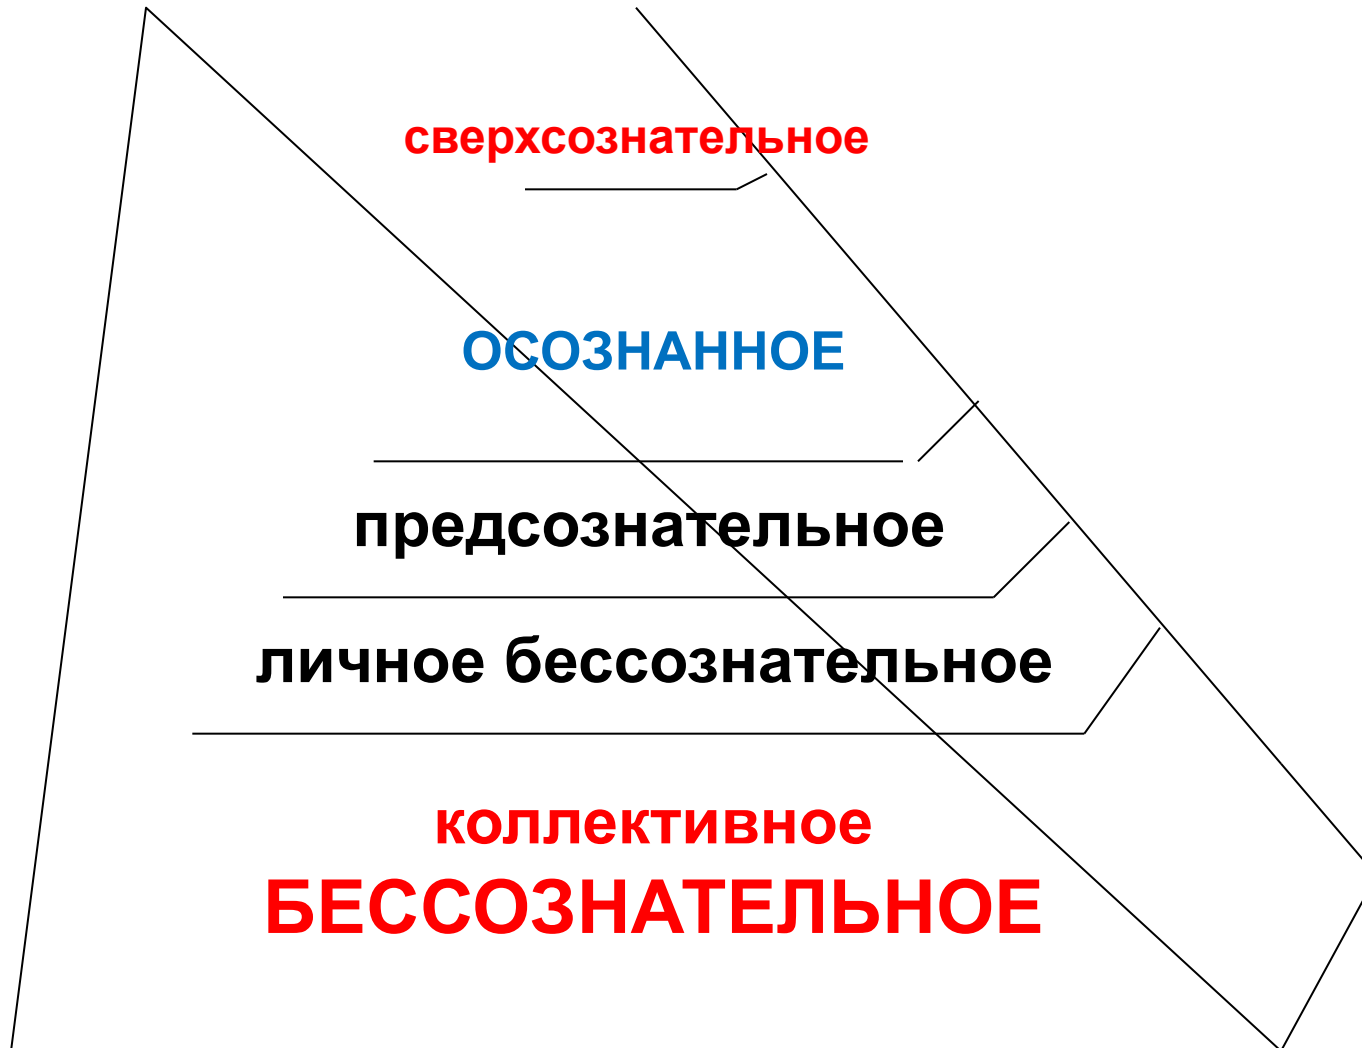 сверхсознательное
ОСОЗНАННОЕ
предсознательное
личное бессознательное
коллективное
БЕССОЗНАТЕЛЬНОЕ